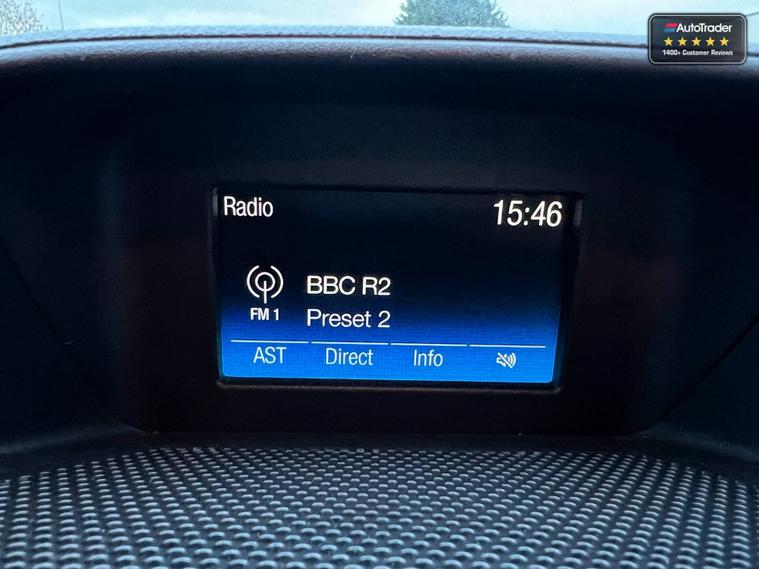 AutoTrader
1400+ Customer Reviews
Radio
15:46
BBC R2
FM 1
Preset 2
AST Direct Info